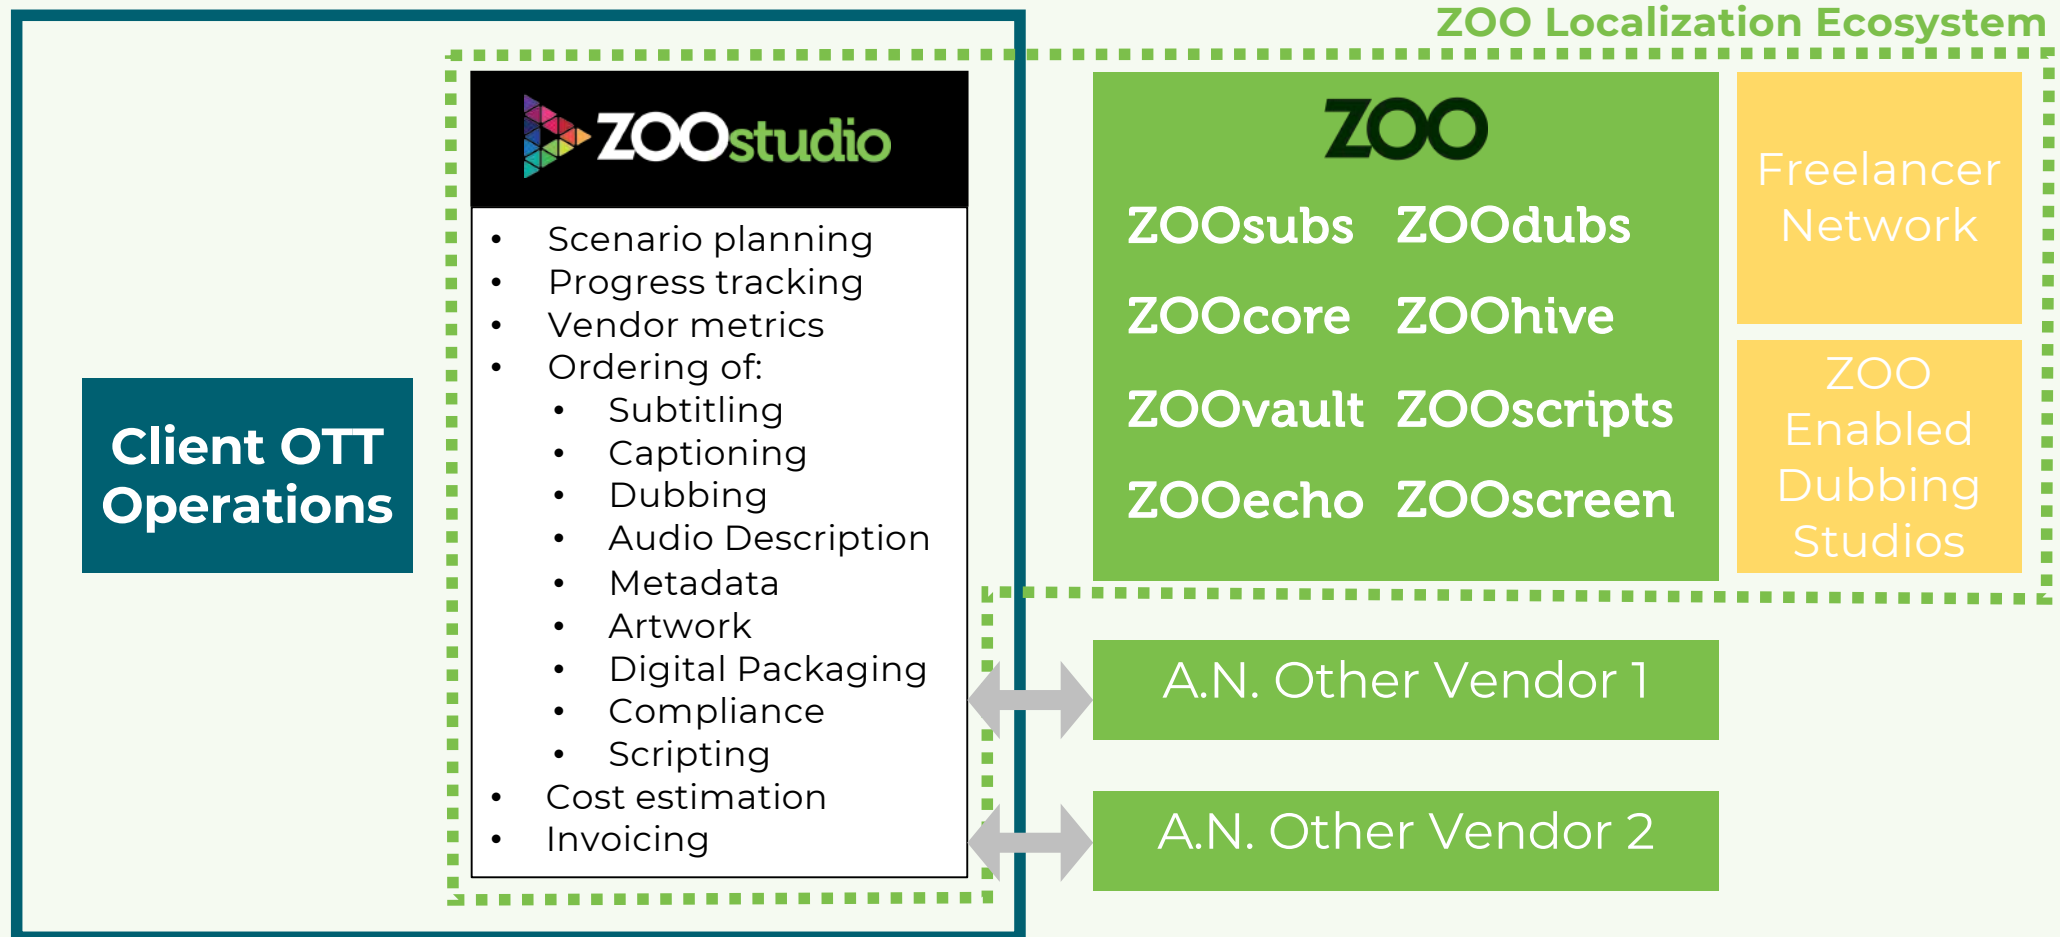 ZOO Localization Ecosystem
Client OTT
Operations
ZOOstudio
• Scenario planning
• Progress tracking
• Vendor metrics
• Ordering of:
• Subtitling
• Captioning
• Dubbing
• Audio Description
• Metadata
• Artwork
• Digital Packaging
• Compliance
• Scripting
• Cost estimation
• Invoicing
ZOO
ZOOsubs ZOOdubs
ZOOcore ZOOhive
ZOOvault ZOOscripts
ZOOecho ZOOscreen
Freelancer
Network
ZOO
Enabled
Dubbing
Studios
A.N. Other Vendor 1
A.N. Other Vendor 2